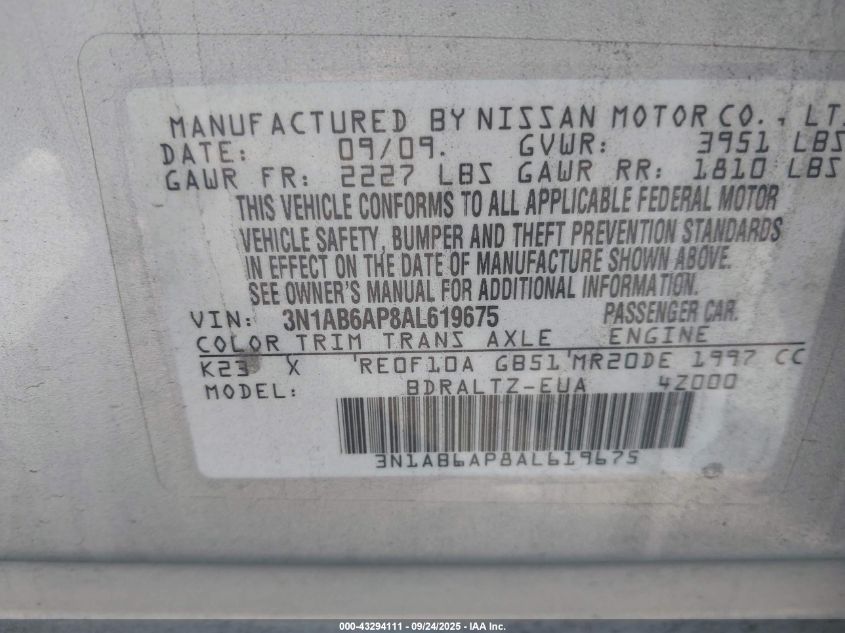 MANUFACTURED BY NISSAN MOTOR CO., LT
DATE: 09/09. GVWR: 3951 LBS
GAWR FR: 2227 LBS GAWR RR: 1810 LBS
THIS VEHICLE CONFORMS TO ALL APPLICABLE FEDERAL MOTOR
VEHICLE SAFETY, BUMPER AND THEFT PREVENTION STANDARDS
IN EFFECT ON THE DATE OF MANUFACTURE SHOWN ABOVE.
SEE OWNER'S MANUAL FOR ADDITIONAL INFORMATION.
VIN: 3N1AB6AP8AL619675 PASSENGER CAR.
COLOR TRIM TRANS AXLE ENGINE
K23 X RE0F10A GB51 MR20DE 1997 CC
MODEL: BDRALTZ-EUA 4Z000
3N1AB6AP8AL619675
000-43294111 - 09/24/2025 - IAA Inc.